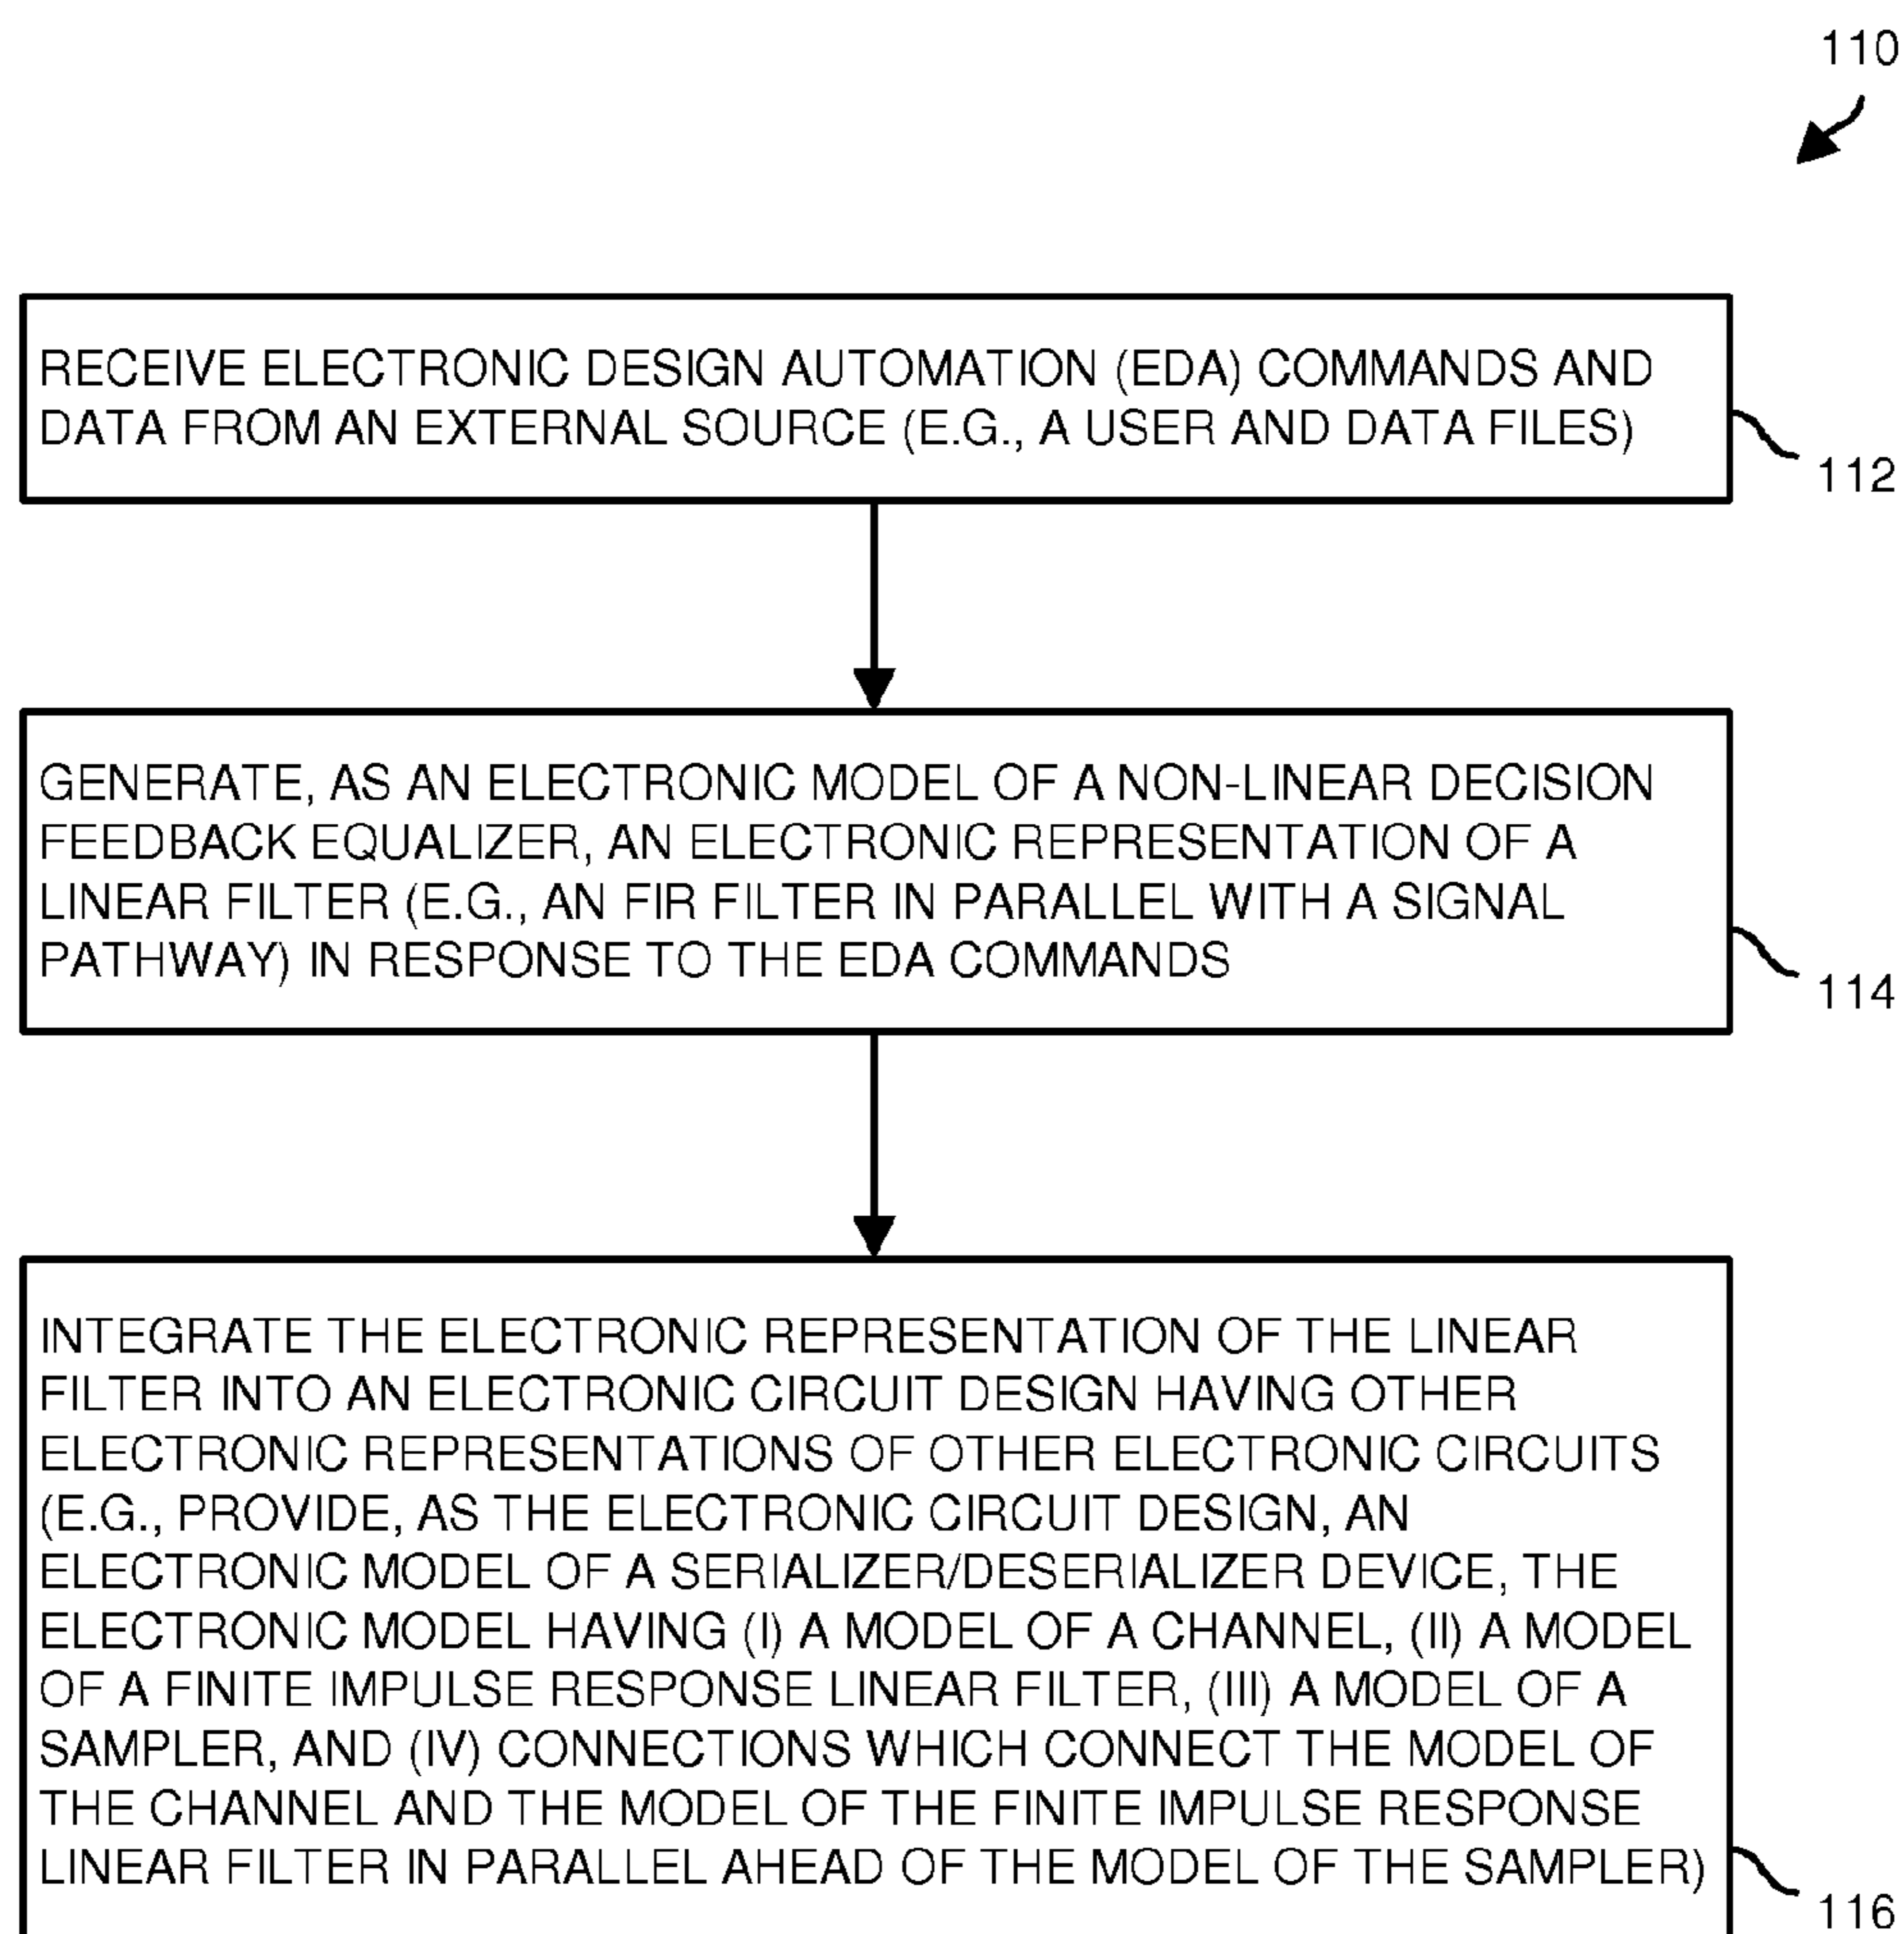 110
RECEIVE ELECTRONIC DESIGN AUTOMATION (EDA) COMMANDS AND
DATA FROM AN EXTERNAL SOURCE (E.G., A USER AND DATA FILES)
112
GENERATE, AS AN ELECTRONIC MODEL OF A NON-LINEAR DECISION
FEEDBACK EQUALIZER, AN ELECTRONIC REPRESENTATION OF A
LINEAR FILTER (E.G., AN FIR FILTER IN PARALLEL WITH A SIGNAL
PATHWAY) IN RESPONSE TO THE EDA COMMANDS
114
INTEGRATE THE ELECTRONIC REPRESENTATION OF THE LINEAR
FILTER INTO AN ELECTRONIC CIRCUIT DESIGN HAVING OTHER
ELECTRONIC REPRESENTATIONS OF OTHER ELECTRONIC CIRCUITS
(E.G., PROVIDE, AS THE ELECTRONIC CIRCUIT DESIGN, AN
ELECTRONIC MODEL OF A SERIALIZER/DESERIALIZER DEVICE, THE
ELECTRONIC MODEL HAVING (I) A MODEL OF A CHANNEL, (II) A MODEL
OF A FINITE IMPULSE RESPONSE LINEAR FILTER, (III) A MODEL OF A
SAMPLER, AND (IV) CONNECTIONS WHICH CONNECT THE MODEL OF
THE CHANNEL AND THE MODEL OF THE FINITE IMPULSE RESPONSE
LINEAR FILTER IN PARALLEL AHEAD OF THE MODEL OF THE SAMPLER)
116